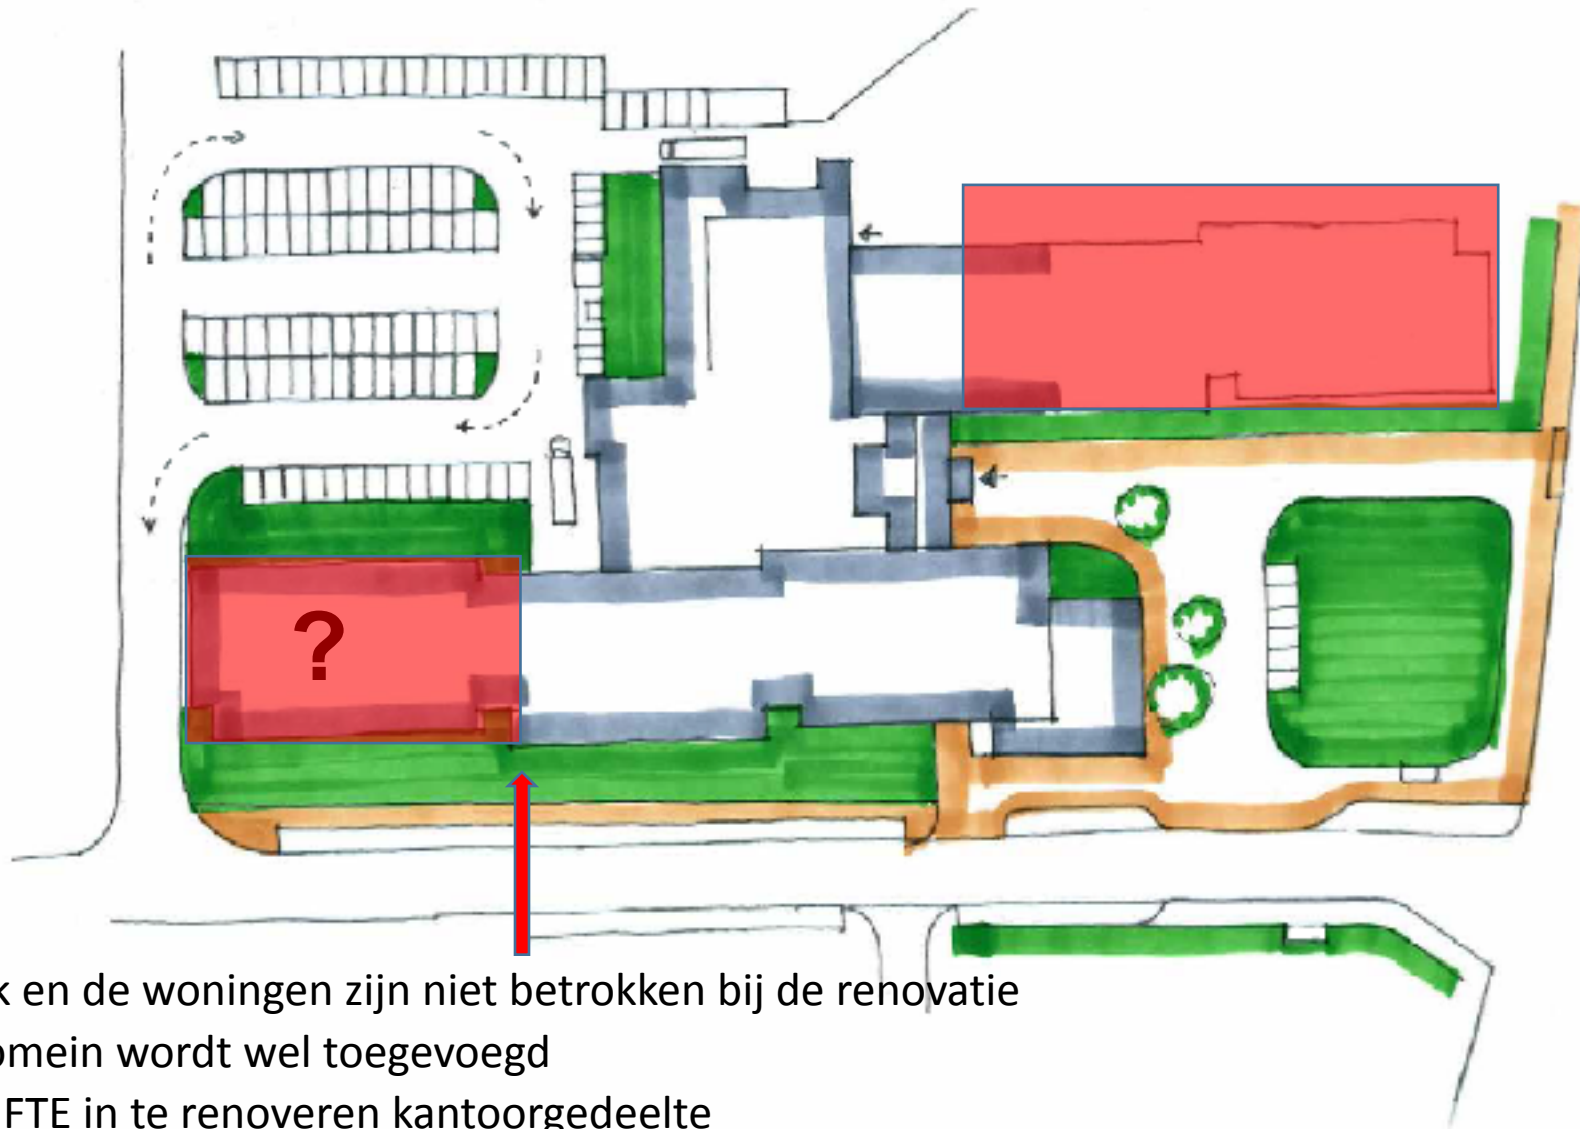 ?
k en de woningen zijn niet betrokken bij de renovatie
omein wordt wel toegevoegd
FTE in te renoveren kantoorgedeelte